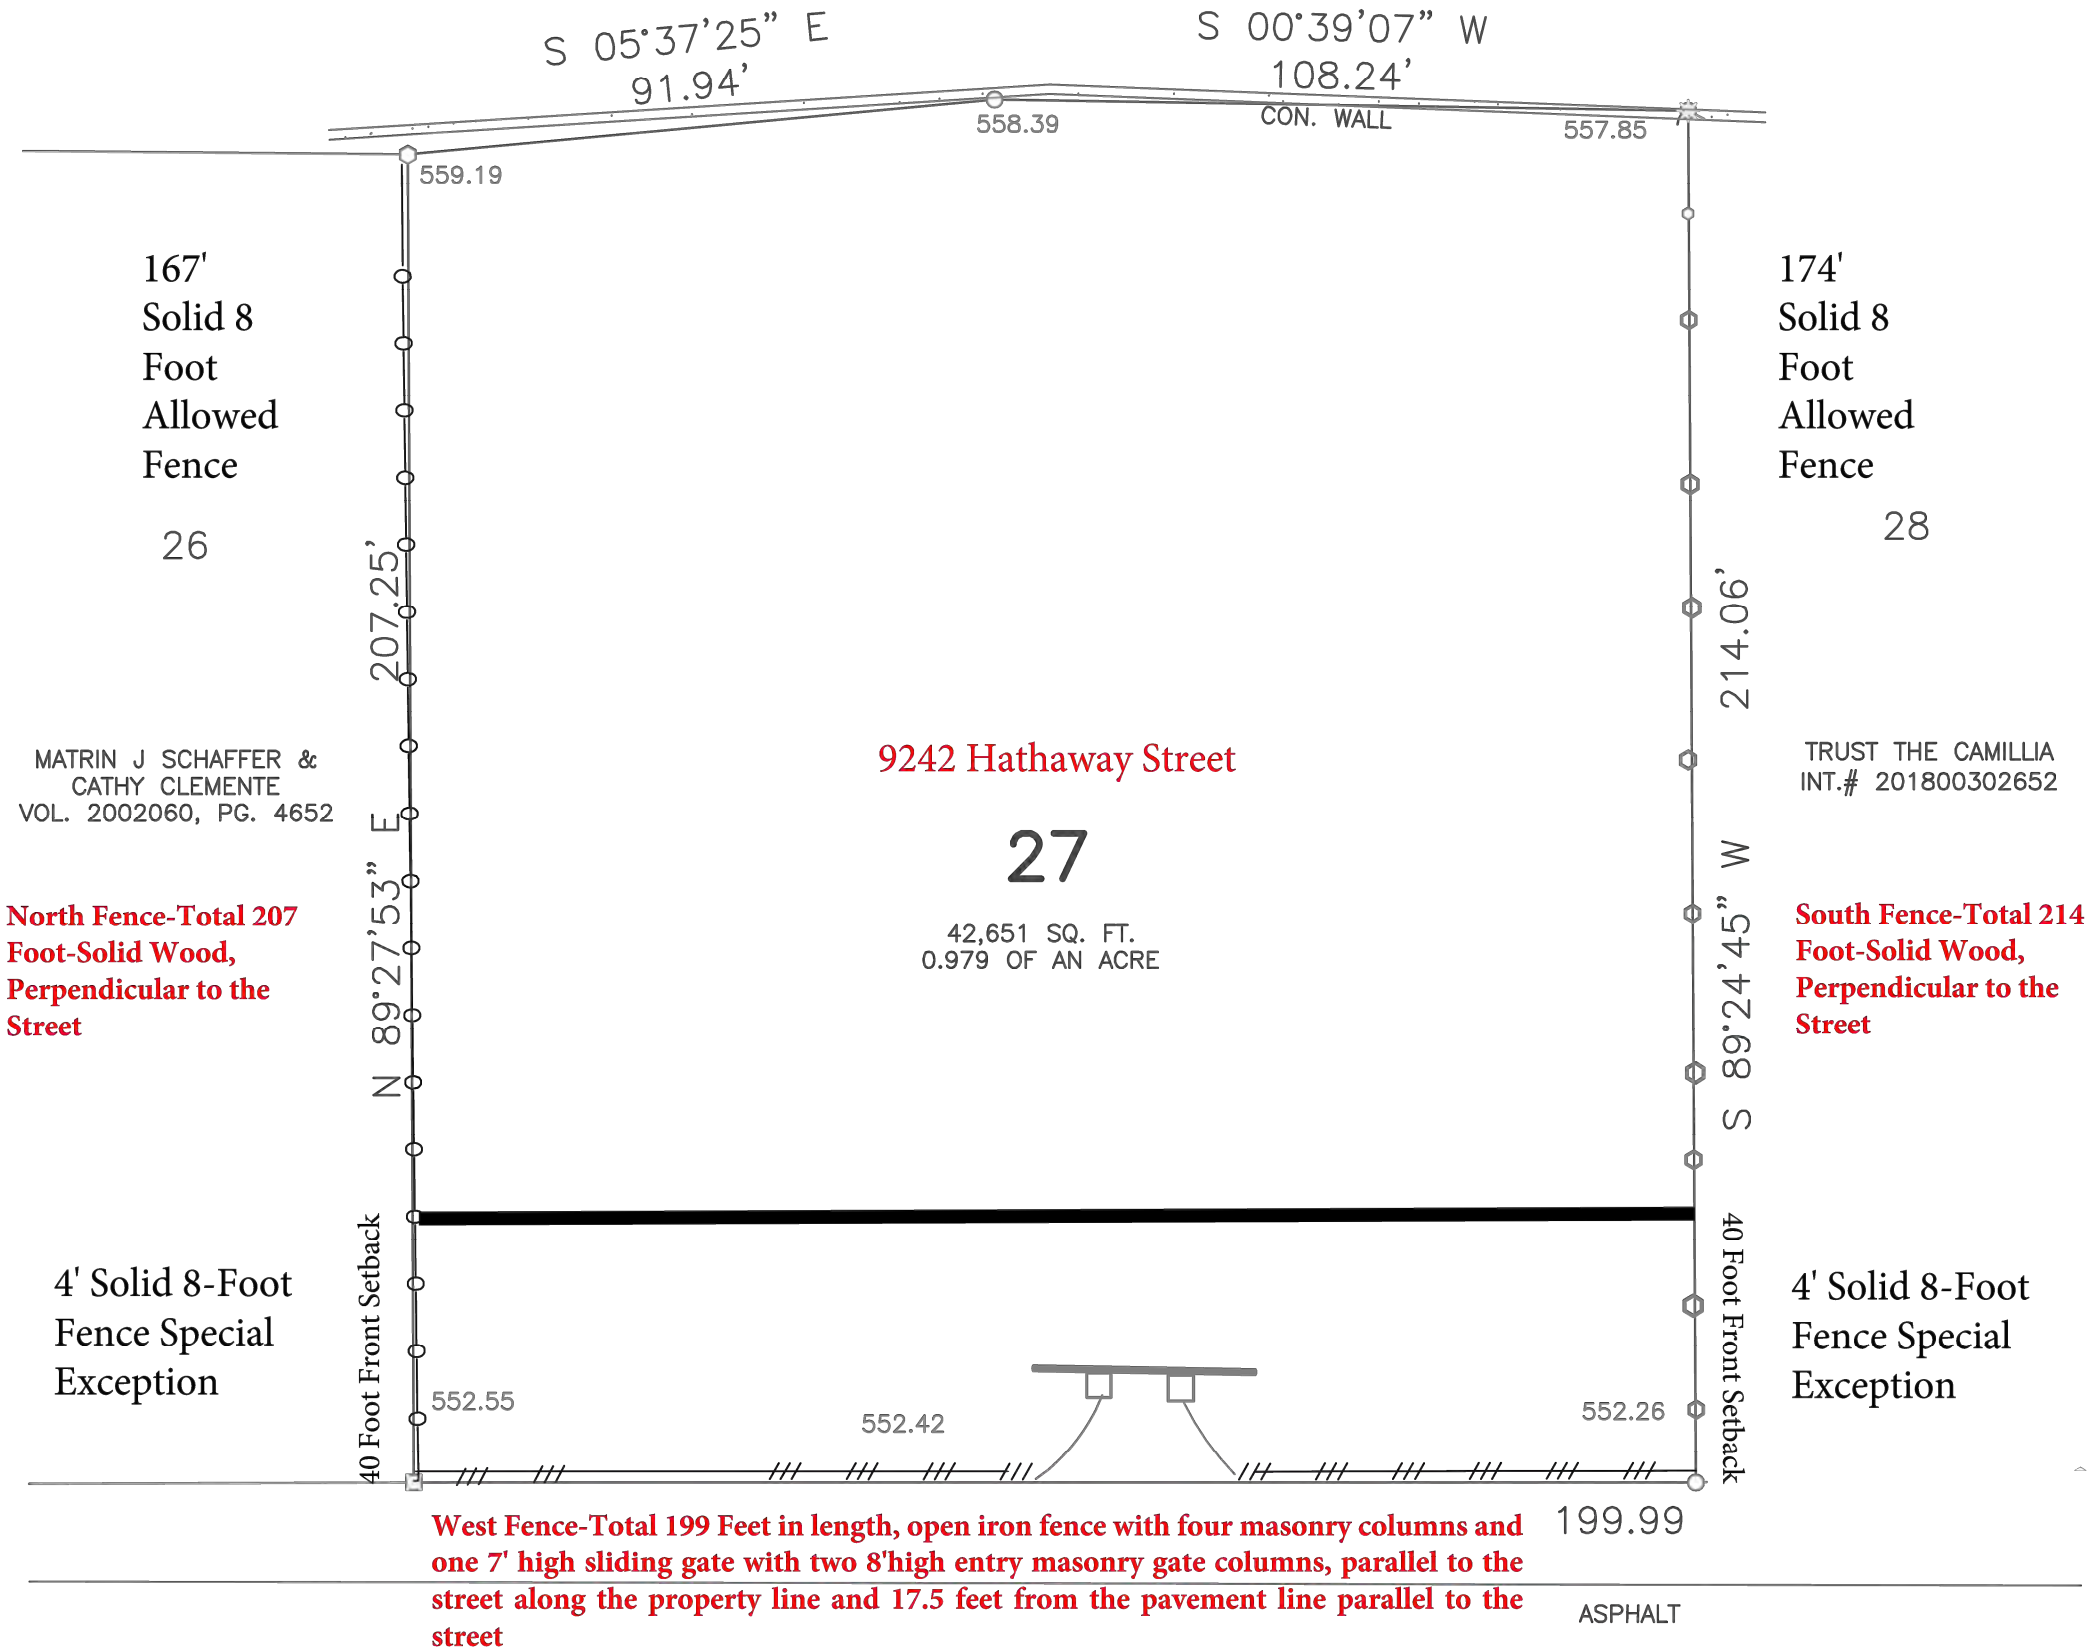 S 05°37'25" E
91.94'
S 00°39'07" W
108.24'
CON. WALL
558.39
557.85
559.19
167'
Solid 8
Foot
Allowed
Fence
26
174'
Solid 8
Foot
Allowed
Fence
28
N 89°27'53" E 207.25'
S 89°24'45" W 214.06'
MATRIN J SCHAFFER &
CATHY CLEMENTE
VOL. 2002060, PG. 4652
9242 Hathaway Street
27
42,651 SQ. FT.
0.979 OF AN ACRE
TRUST THE CAMILLIA
INT.# 201800302652
North Fence-Total 207
Foot-Solid Wood,
Perpendicular to the
Street
South Fence-Total 214
Foot-Solid Wood,
Perpendicular to the
Street
4' Solid 8-Foot
Fence Special
Exception
40 Foot Front Setback
40 Foot Front Setback
4' Solid 8-Foot
Fence Special
Exception
552.55
552.42
552.26
199.99
West Fence-Total 199 Feet in length, open iron fence with four masonry columns and
one 7' high sliding gate with two 8'high entry masonry gate columns, parallel to the
street along the property line and 17.5 feet from the pavement line parallel to the
street
ASPHALT